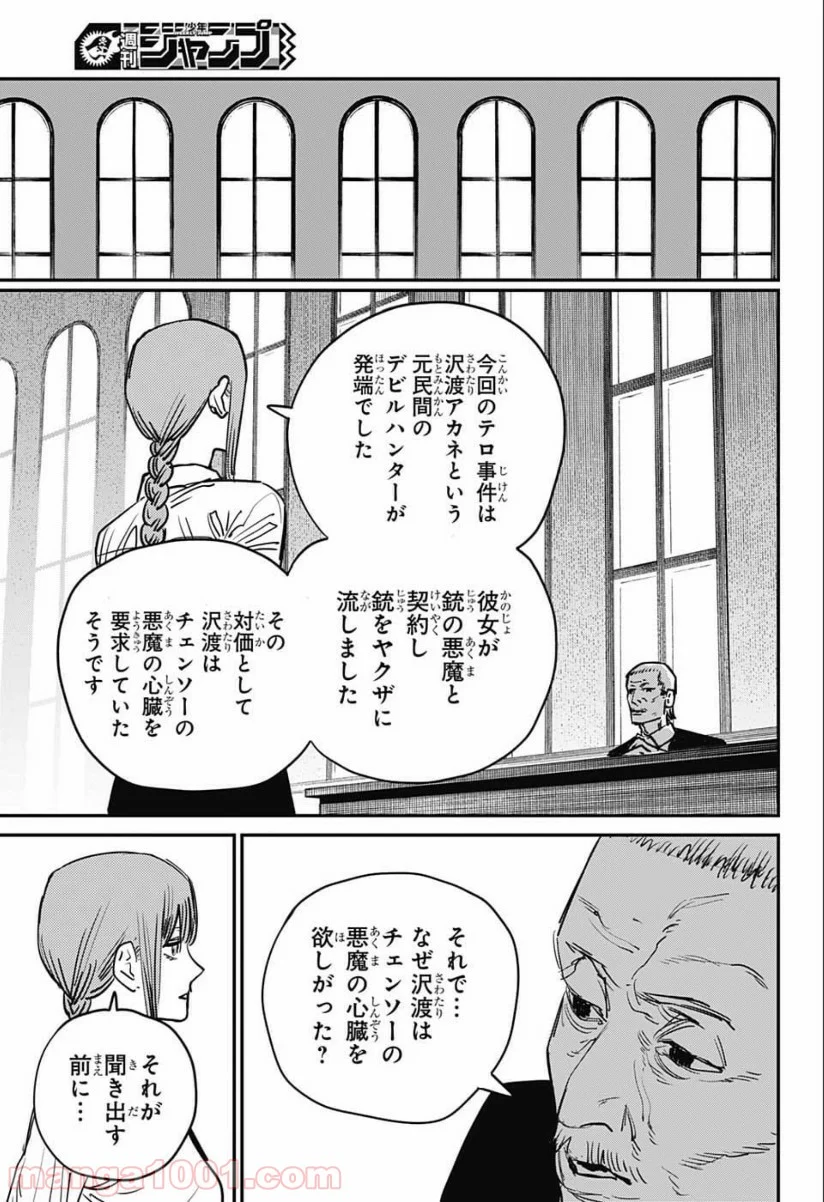 週刊
少年
ジャンプ
今回のテロ事件は
沢渡アカネという
元民間の
デビルハンターが
発端でした
彼女が
銃の悪魔と
契約し
銃をヤクザに
流しました
その
対価として
沢渡は
チェンソーの
悪魔の心臓を
要求していた
そうです
それで…
なぜ沢渡は
チェンソーの
悪魔の心臓を
欲しがった?
それが
聞き出す
前に…
manga1001.com